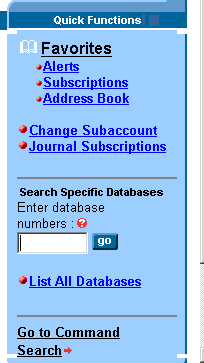 Quick Functions
Favorites
Alerts
Subscriptions
Address Book
Change Subaccount
Journal Subscriptions
Search Specific Databases
Enter database
numbers : ?
go
List All Databases
Go to Command
Search